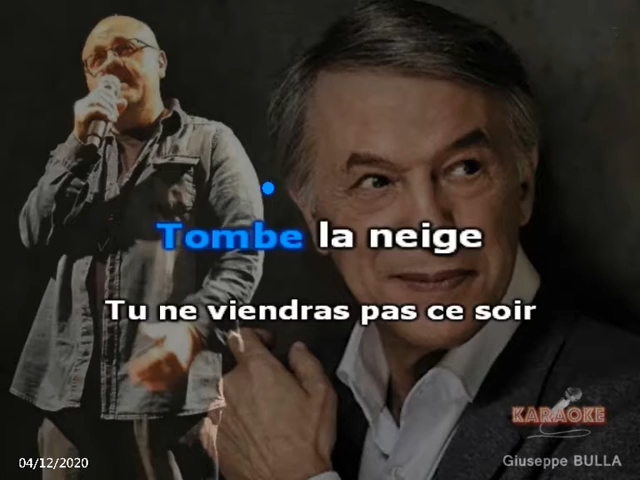 Tombe la neige
Tu ne viendras pas ce soir
KARAOKE
04/12/2020
Giuseppe BULLA